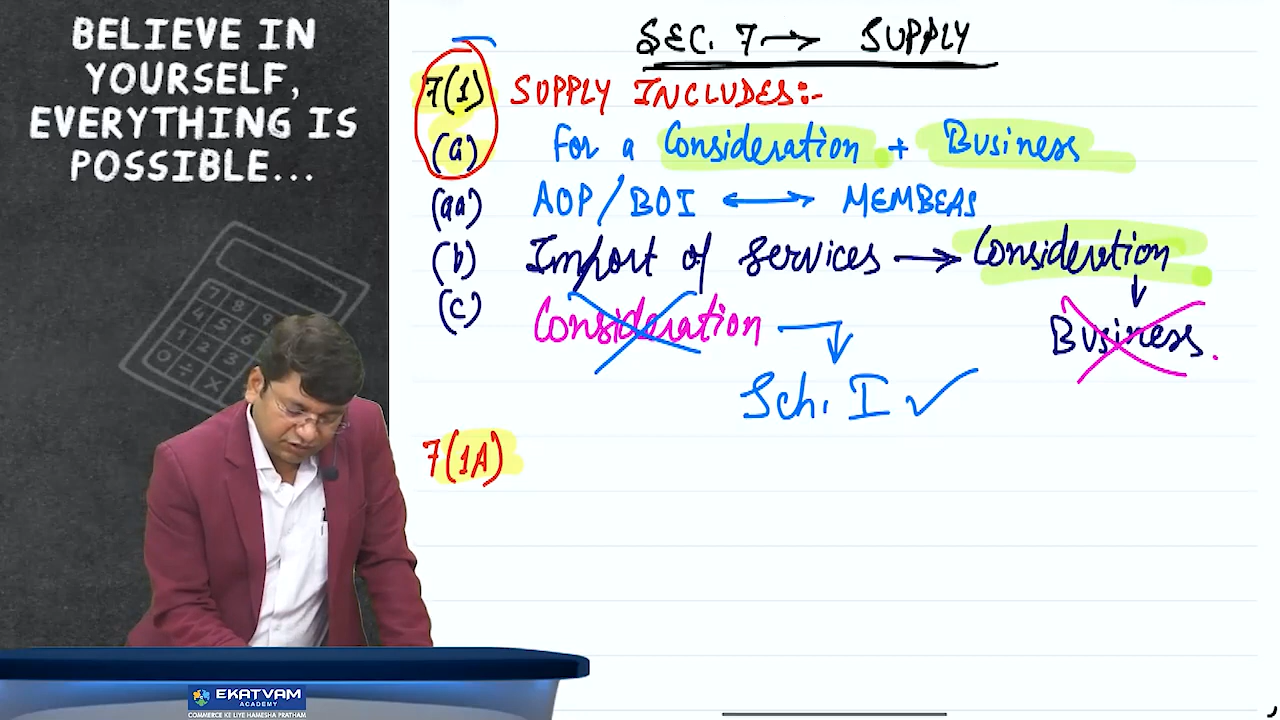 BELIEVE IN
YOURSELF,
EVERYTHING IS
POSSIBLE...
SEC. 7 → SUPPLY
7(1) SUPPLY INCLUDES:-
(a) For a Consideration + Business
(aa) AOP/BOI ↔ MEMBERS
(b) Import of Services → Consideration
↓
(c) Consideration
Business.
Sch. I ✓
7(1A)
EKATVAM
ACADEMY
COMMERCE KE LIYE HAMESHA PRATHAM